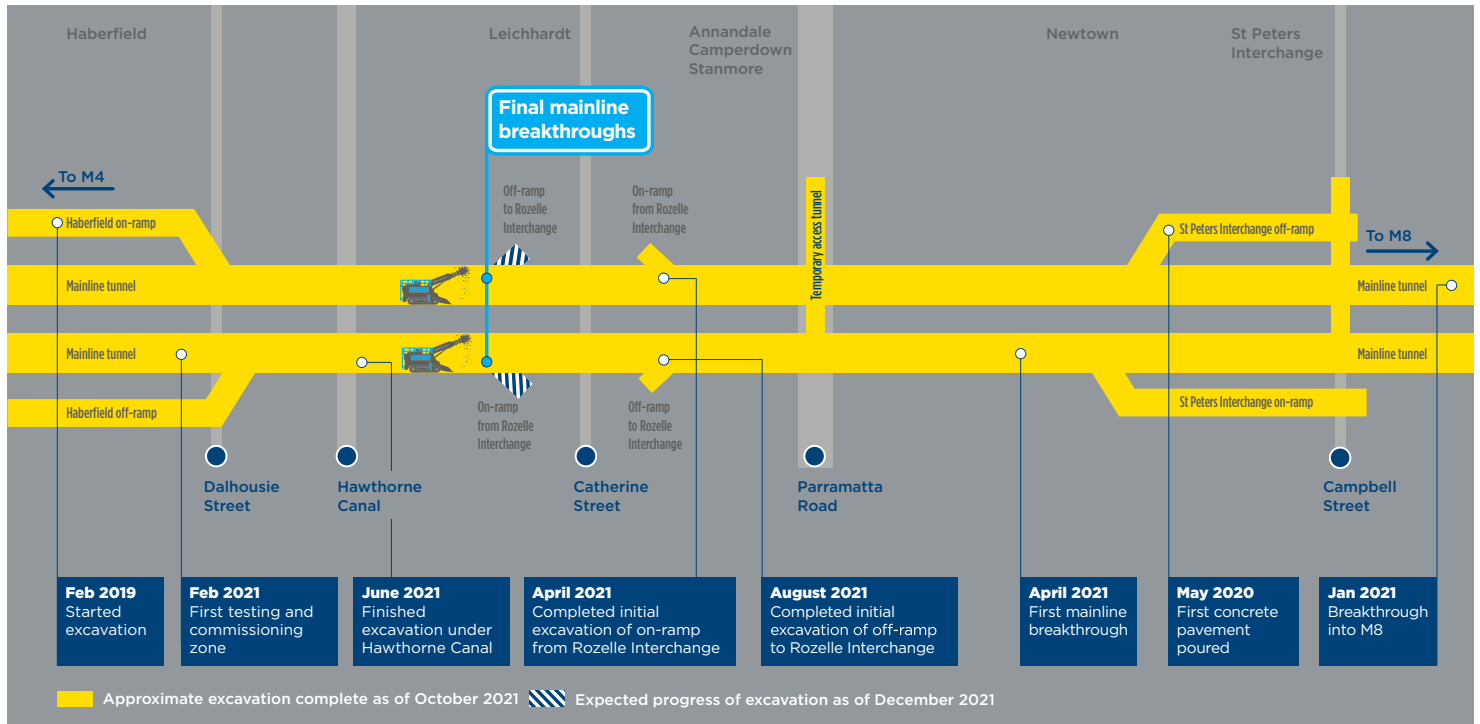 Haberfield
Leichhardt
Annandale
Camperdown
Stanmore
Newtown
St Peters
Interchange
Final mainline
breakthroughs
To M4
Off-ramp
to Rozelle
Interchange
On-ramp
from Rozelle
Interchange
Temporary access tunnel
To M8
Haberfield on-ramp
St Peters Interchange off-ramp
Mainline tunnel
Mainline tunnel
Mainline tunnel
Mainline tunnel
Haberfield off-ramp
St Peters Interchange on-ramp
On-ramp
from Rozelle
Interchange
Off-ramp
to Rozelle
Interchange
Dalhousie
Street
Hawthorne
Canal
Catherine
Street
Parramatta
Road
Campbell
Street
Feb 2019
Started
excavation
Feb 2021
First testing and
commissioning
zone
June 2021
Finished
excavation under
Hawthorne Canal
April 2021
Completed initial
excavation of on-ramp
from Rozelle Interchange
August 2021
Completed initial
excavation of off-ramp
to Rozelle Interchange
April 2021
First mainline
breakthrough
May 2020
First concrete
pavement
poured
Jan 2021
Breakthrough
into M8
Approximate excavation complete as of October 2021
Expected progress of excavation as of December 2021